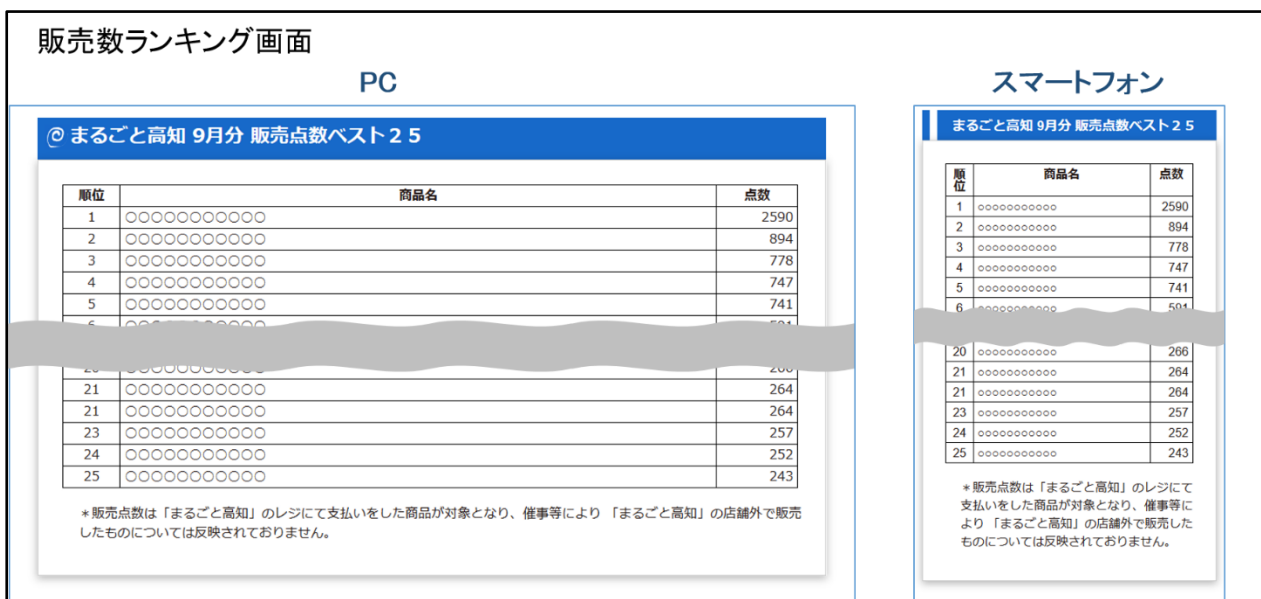 販売数ランキング画面
PC
まるごと高知 9月分 販売点数ベスト２５
順位 商品名 点数
1 ○○○○○○○○○○○ 2590
2 ○○○○○○○○○○○ 894
3 ○○○○○○○○○○○ 778
4 ○○○○○○○○○○○ 747
5 ○○○○○○○○○○○ 741
21 ○○○○○○○○○○○ 264
21 ○○○○○○○○○○○ 264
23 ○○○○○○○○○○○ 257
24 ○○○○○○○○○○○ 252
25 ○○○○○○○○○○○ 243
＊販売点数は「まるごと高知」のレジにて支払いをした商品が対象となり、催事等により 「まるごと高知」の店舗外で販売
したものについては反映されておりません。
スマートフォン
まるごと高知 9月分 販売点数ベスト２５
順位 商品名 点数
1 ○○○○○○○○○○○ 2590
2 ○○○○○○○○○○○ 894
3 ○○○○○○○○○○○ 778
4 ○○○○○○○○○○○ 747
5 ○○○○○○○○○○○ 741
6 ○○○○○○○○○○○ 591
20 ○○○○○○○○○○○ 266
21 ○○○○○○○○○○○ 264
21 ○○○○○○○○○○○ 264
23 ○○○○○○○○○○○ 257
24 ○○○○○○○○○○○ 252
25 ○○○○○○○○○○○ 243
＊販売点数は「まるごと高知」のレジにて
支払いをした商品が対象となり、催事等に
より 「まるごと高知」の店舗外で販売した
ものについては反映されておりません。